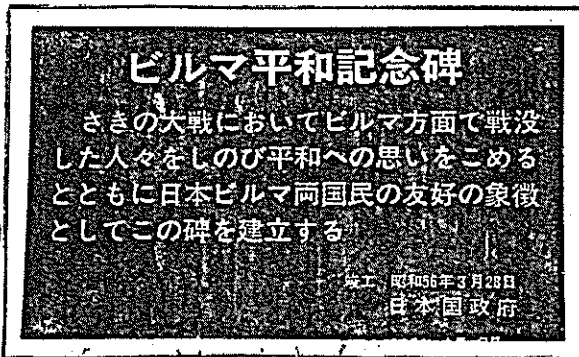 ビルマ平和記念碑
さきの大戦においてビルマ方面で戦没
した人々をしのび平和への思いをこめる
とともに日本ビルマ両国民の友好の象徴
としてこの碑を建立する
竣工 昭和56年3月28日
日本国政府